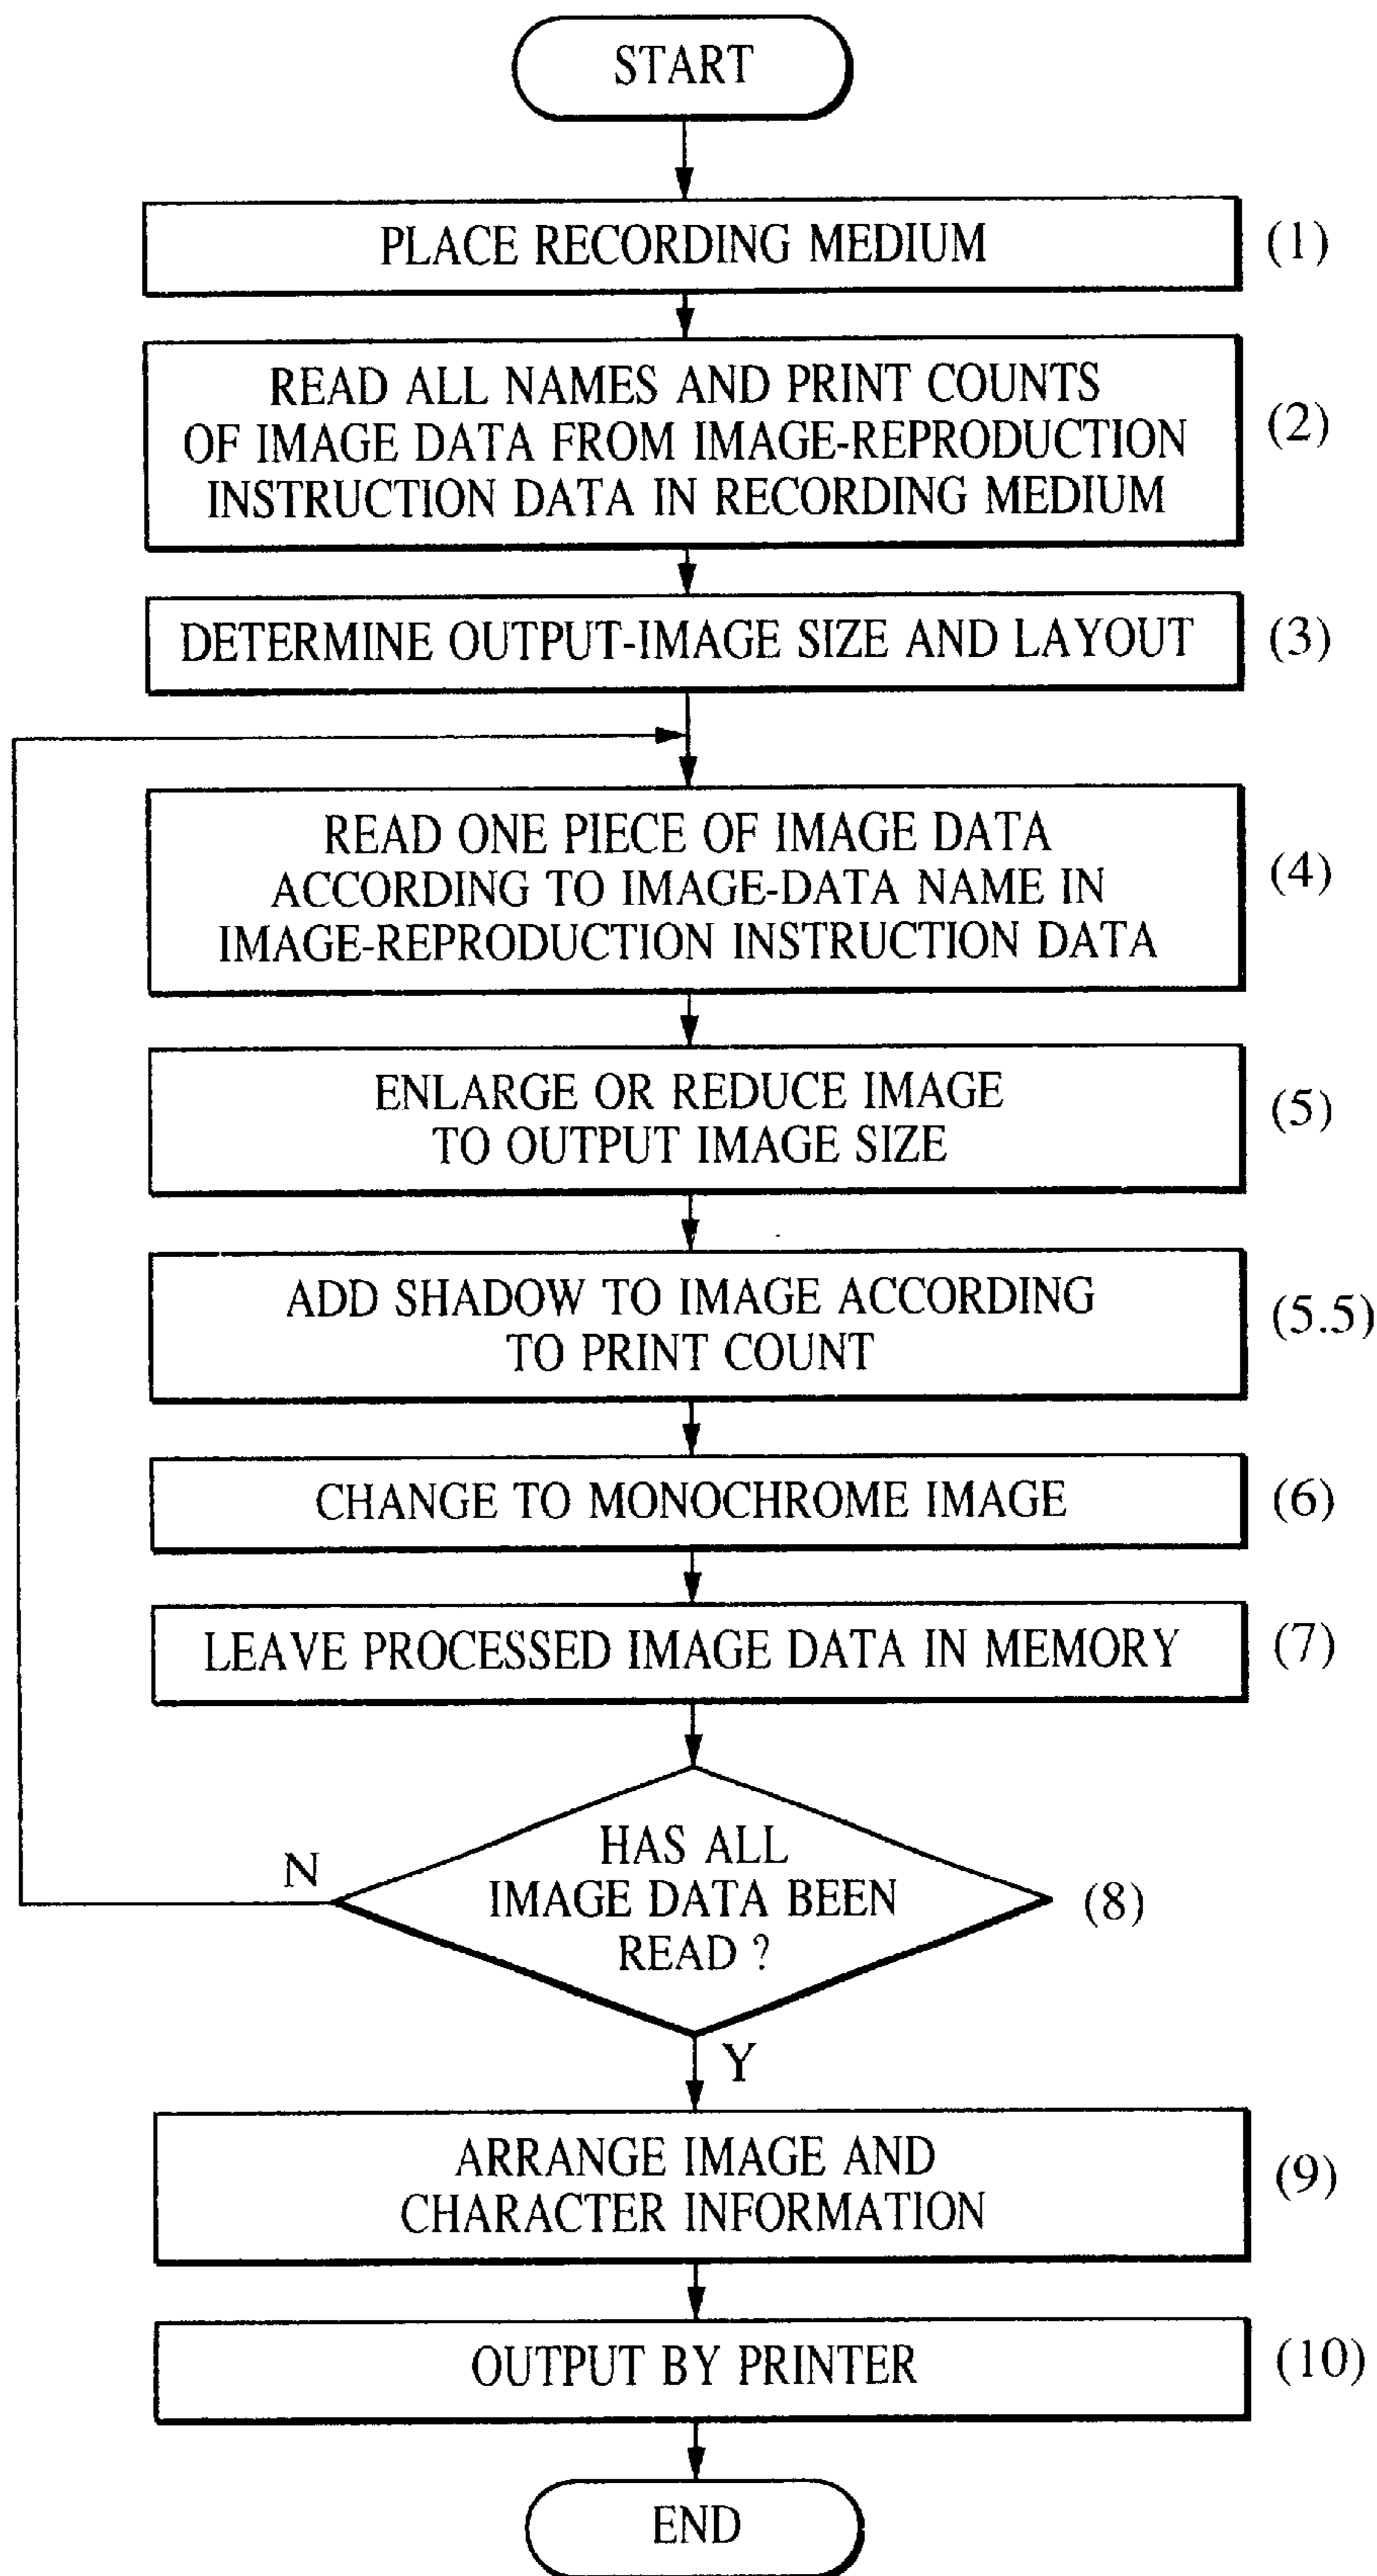 START
PLACE RECORDING MEDIUM
(1)
READ ALL NAMES AND PRINT COUNTS
OF IMAGE DATA FROM IMAGE-REPRODUCTION
INSTRUCTION DATA IN RECORDING MEDIUM
(2)
DETERMINE OUTPUT-IMAGE SIZE AND LAYOUT
(3)
READ ONE PIECE OF IMAGE DATA
ACCORDING TO IMAGE-DATA NAME IN
IMAGE-REPRODUCTION INSTRUCTION DATA
(4)
ENLARGE OR REDUCE IMAGE
TO OUTPUT IMAGE SIZE
(5)
ADD SHADOW TO IMAGE ACCORDING
TO PRINT COUNT
(5.5)
CHANGE TO MONOCHROME IMAGE
(6)
LEAVE PROCESSED IMAGE DATA IN MEMORY
(7)
HAS ALL
IMAGE DATA BEEN
READ ?
(8)
N
Y
ARRANGE IMAGE AND
CHARACTER INFORMATION
(9)
OUTPUT BY PRINTER
(10)
END